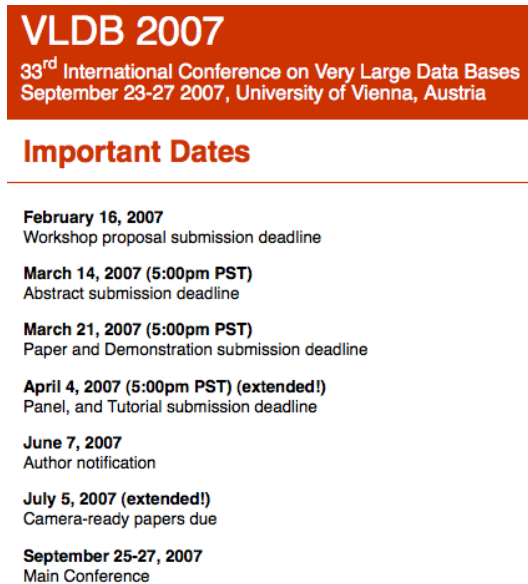 VLDB 2007
33rd International Conference on Very Large Data Bases
September 23-27 2007, University of Vienna, Austria
Important Dates
February 16, 2007
Workshop proposal submission deadline
March 14, 2007 (5:00pm PST)
Abstract submission deadline
March 21, 2007 (5:00pm PST)
Paper and Demonstration submission deadline
April 4, 2007 (5:00pm PST) (extended!)
Panel, and Tutorial submission deadline
June 7, 2007
Author notification
July 5, 2007 (extended!)
Camera-ready papers due
September 25-27, 2007
Main Conference